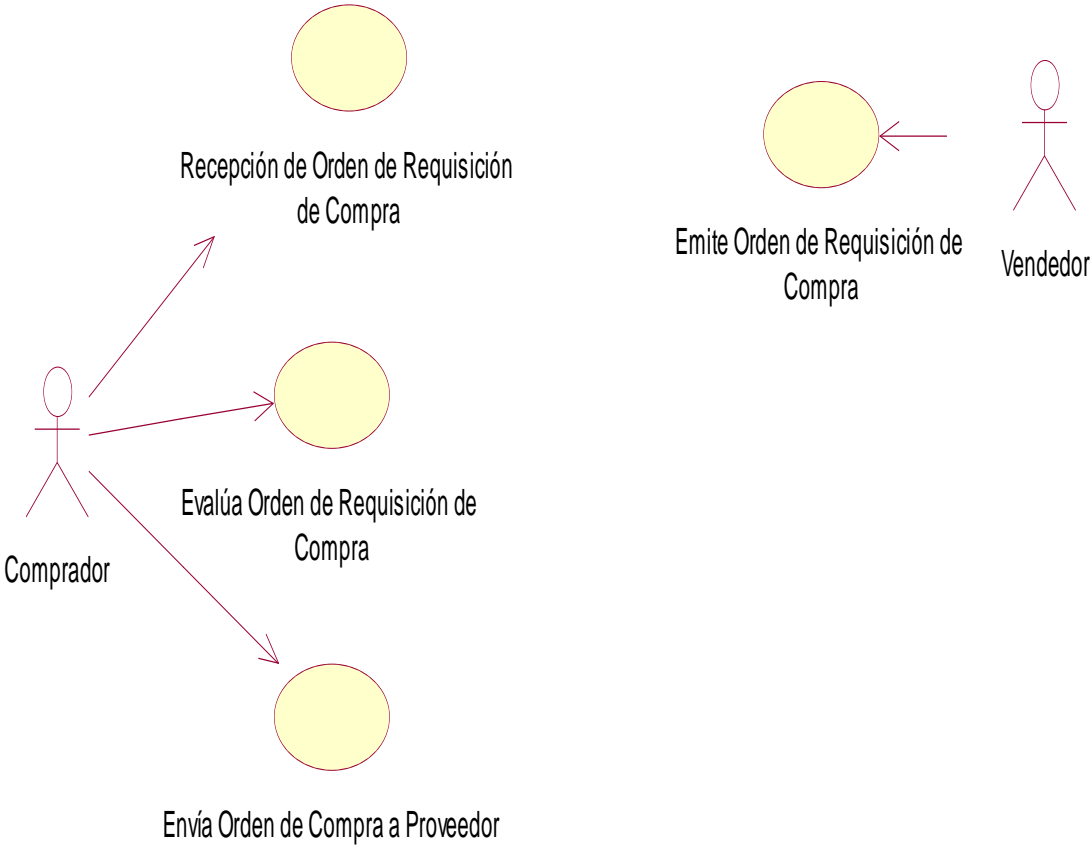 Recepción de Orden de Requisición
de Compra
Emite Orden de Requisición de
Compra
Vendedor
Evalúa Orden de Requisición de
Compra
Comprador
Envía Orden de Compra a Proveedor